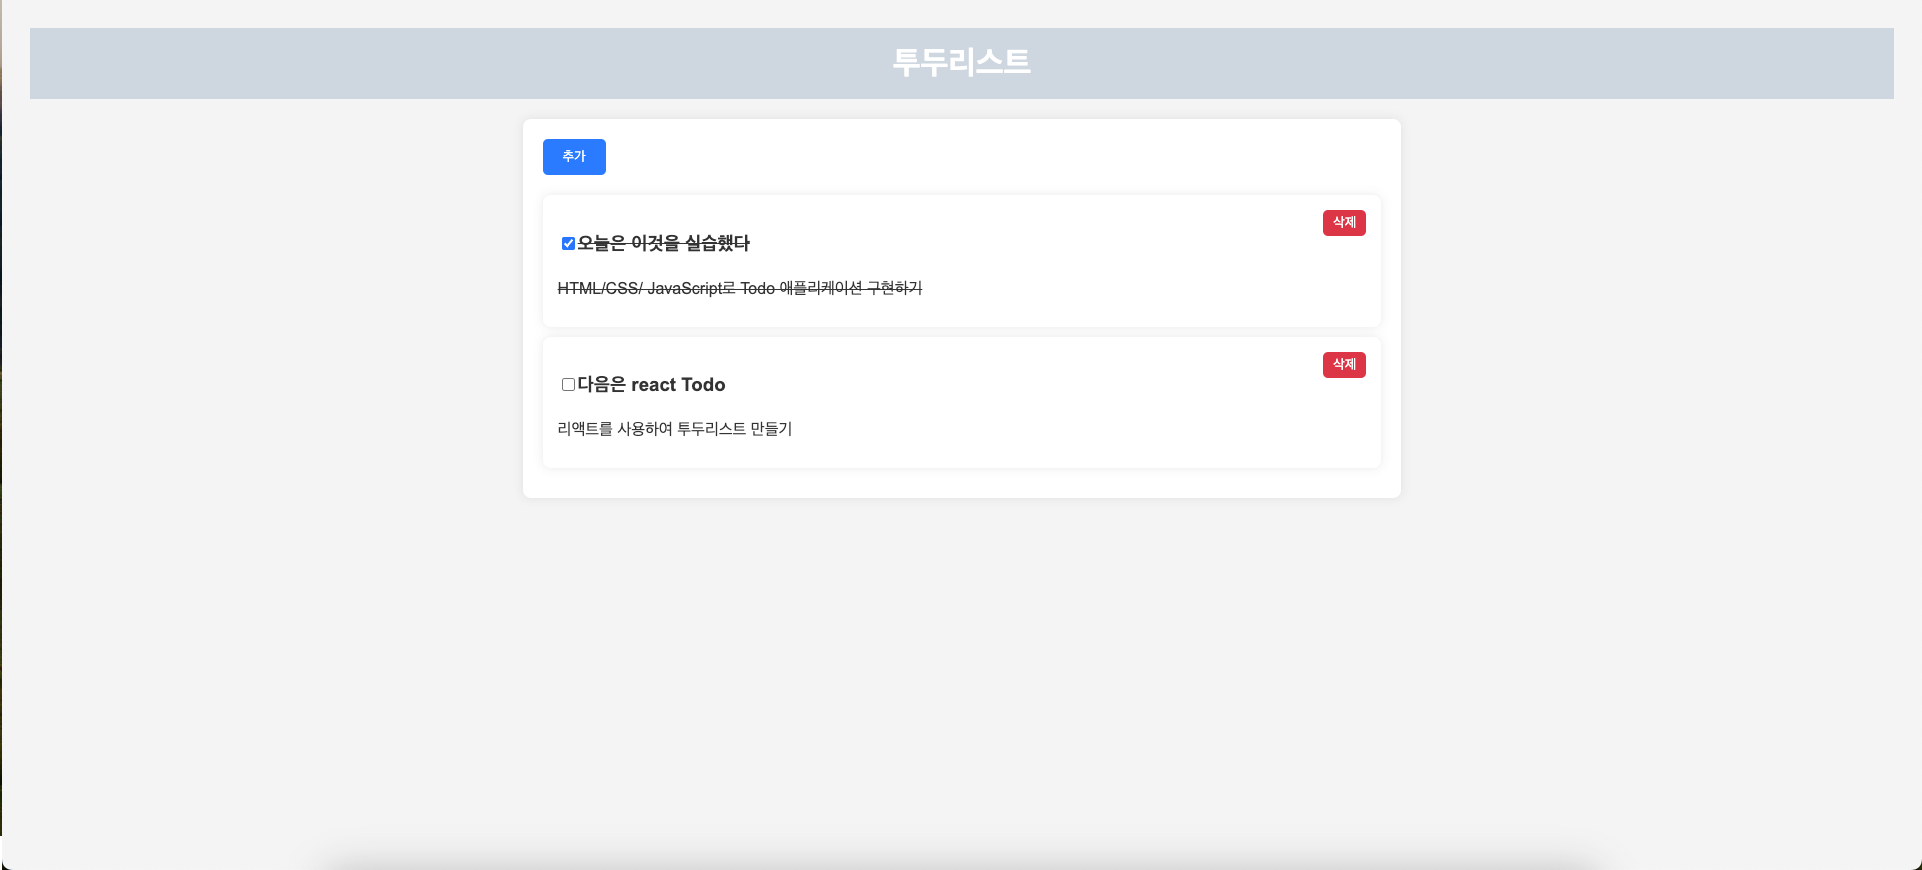 투두리스트
추가
삭제
오늘은 이것을 실습했다
HTML/CSS/ JavaScript로 Todo 애플리케이션 구현하기
삭제
다음은 react Todo
리액트를 사용하여 투두리스트 만들기